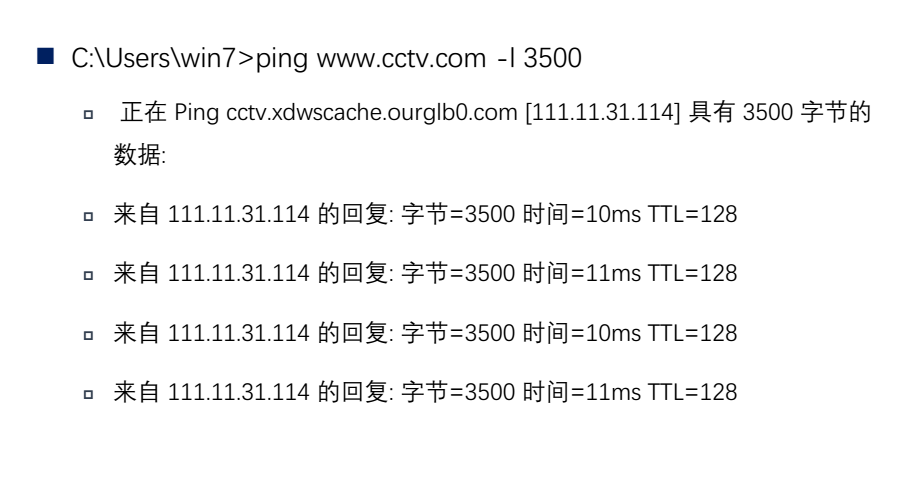 C:\Users\win7>ping www.cctv.com -l 3500
正在 Ping cctv.xdwscache.ourglb0.com [111.11.31.114] 具有 3500 字节的
数据:
来自 111.11.31.114 的回复: 字节=3500 时间=10ms TTL=128
来自 111.11.31.114 的回复: 字节=3500 时间=11ms TTL=128
来自 111.11.31.114 的回复: 字节=3500 时间=10ms TTL=128
来自 111.11.31.114 的回复: 字节=3500 时间=11ms TTL=128